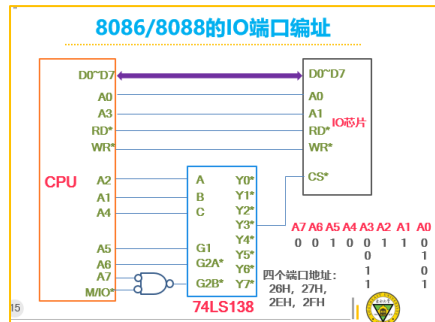 8086/8088的IO端口编址
D0~D7
A0
A3
RD*
WR*
CPU
A2
A1
A4
A5
A6
A7
M/IO*
D0~D7
A0
A1
IO芯片
RD*
WR*
CS*
A Y0*
B Y1*
C Y2*
Y3*
Y4*
G1 Y5*
G2A* Y6*
G2B* Y7*
74LS138
A7 A6 A5 A4 A3 A2 A1 A0
0 0 1 0 0 1 1 0
0 1
1 0
1 1
四个端口地址：
26H, 27H,
2EH, 2FH
15